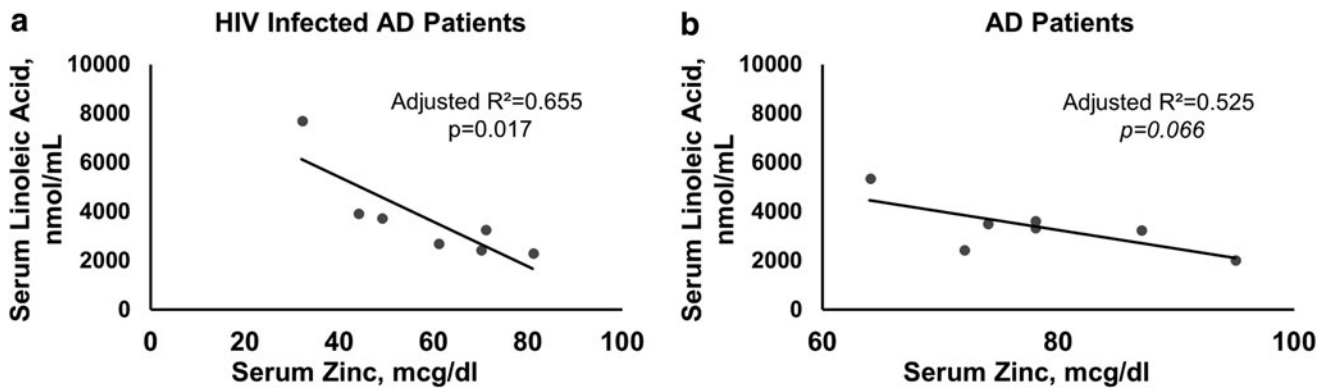 a
HIV Infected AD Patients
Serum Linoleic Acid,
nmol/mL
10000
8000
6000
4000
2000
0
Adjusted R²=0.655
p=0.017
0 20 40 60 80 100
Serum Zinc, mcg/dl
b
AD Patients
Serum Linoleic Acid,
nmol/mL
10000
8000
6000
4000
2000
0
Adjusted R²=0.525
p=0.066
60 80 100
Serum Zinc, mcg/dl